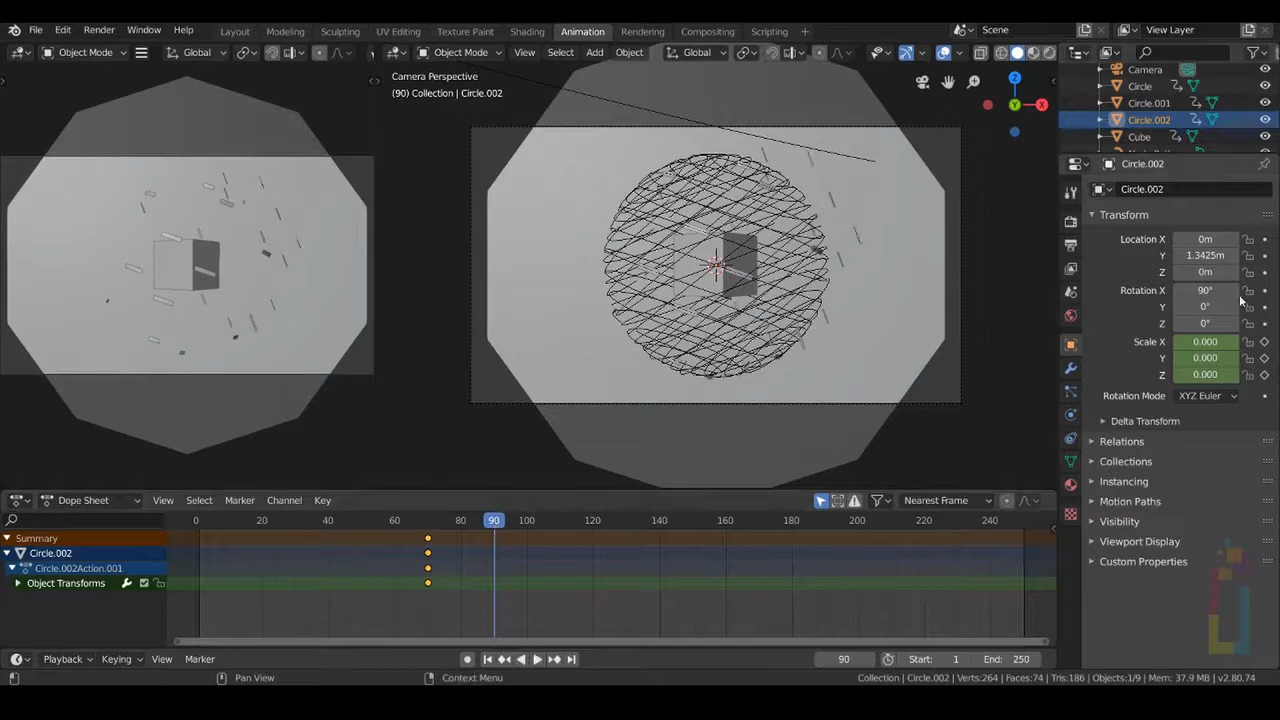 File Edit Render Window Help Layout Modeling Sculpting UV Editing Texture Paint Shading Animation Rendering Compositing Scripting + Scene View Layer
Object Mode Global Object Mode View Select Add Object Global
Camera Perspective
(90) Collection | Circle.002
Z
Y
X
Camera
Circle
Circle.001
Circle.002
Cube
Circle.002
Circle.002
Transform
Location X 0m
Y 1.3425m
Z 0m
Rotation X 90°
Y 0°
Z 0°
Scale X 0.000
Y 0.000
Z 0.000
Rotation Mode XYZ Euler
Delta Transform
Relations
Collections
Instancing
Motion Paths
Visibility
Viewport Display
Custom Properties
Dope Sheet View Select Marker Channel Key Nearest Frame
0 20 40 60 80 90 100 120 140 160 180 200 220 240
Summary
Circle.002
Circle.002Action.001
Object Transforms
Playback Keying View Marker 90 Start: 1 End: 250
Pan View Context Menu Collection | Circle.002 | Verts:264 | Faces:74 | Tris:186 | Objects:1/9 | Mem: 37.9 MB | v2.80.74